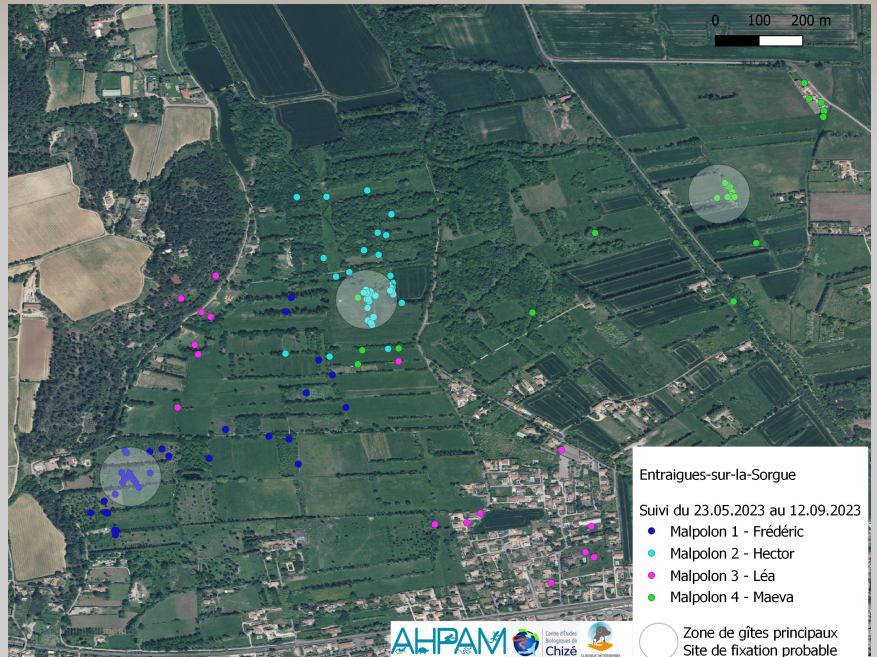 0 100 200 m
Entraigues-sur-la-Sorgue
Suivi du 23.05.2023 au 12.09.2023
Malpolon 1 - Frédéric
Malpolon 2 - Hector
Malpolon 3 - Léa
Malpolon 4 - Maeva
Zone de gîtes principaux
Site de fixation probable
AHPAM
Centre d'Études
Biologiques de
Chizé